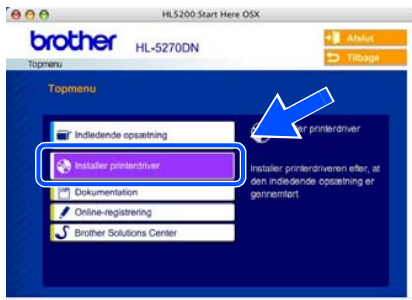 HL5200:Start Here OSX
brother
HL-5270DN
Afslut
Tilbage
Topmenu
Topmenu
Indledende opsætning
Installer printerdriver
Dokumentation
Online-registrering
Brother Solutions Center
printerdriver
Installer printerdriveren efter, at
den indledende opsætning er
gennemført.